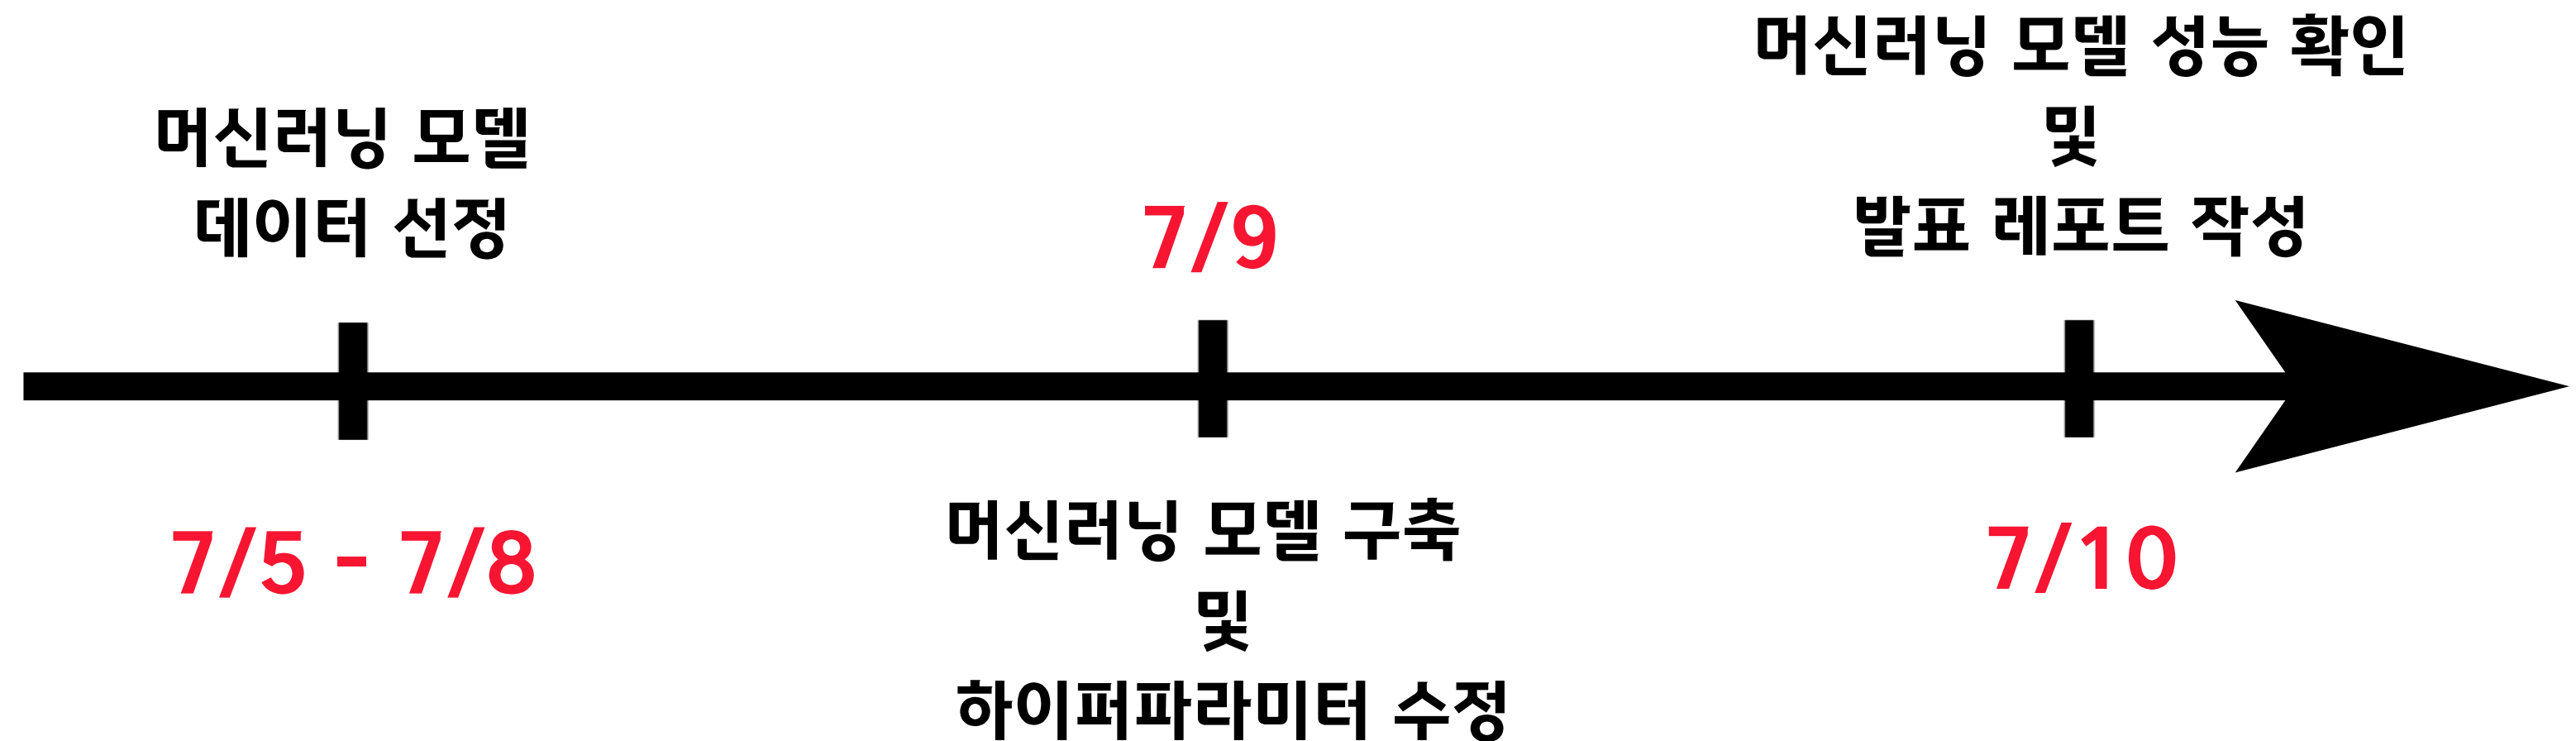 머신러닝 모델
데이터 선정
7/5 - 7/8
7/9
머신러닝 모델 구축
및
하이퍼파라미터 수정
머신러닝 모델 성능 확인
및
발표 레포트 작성
7/10